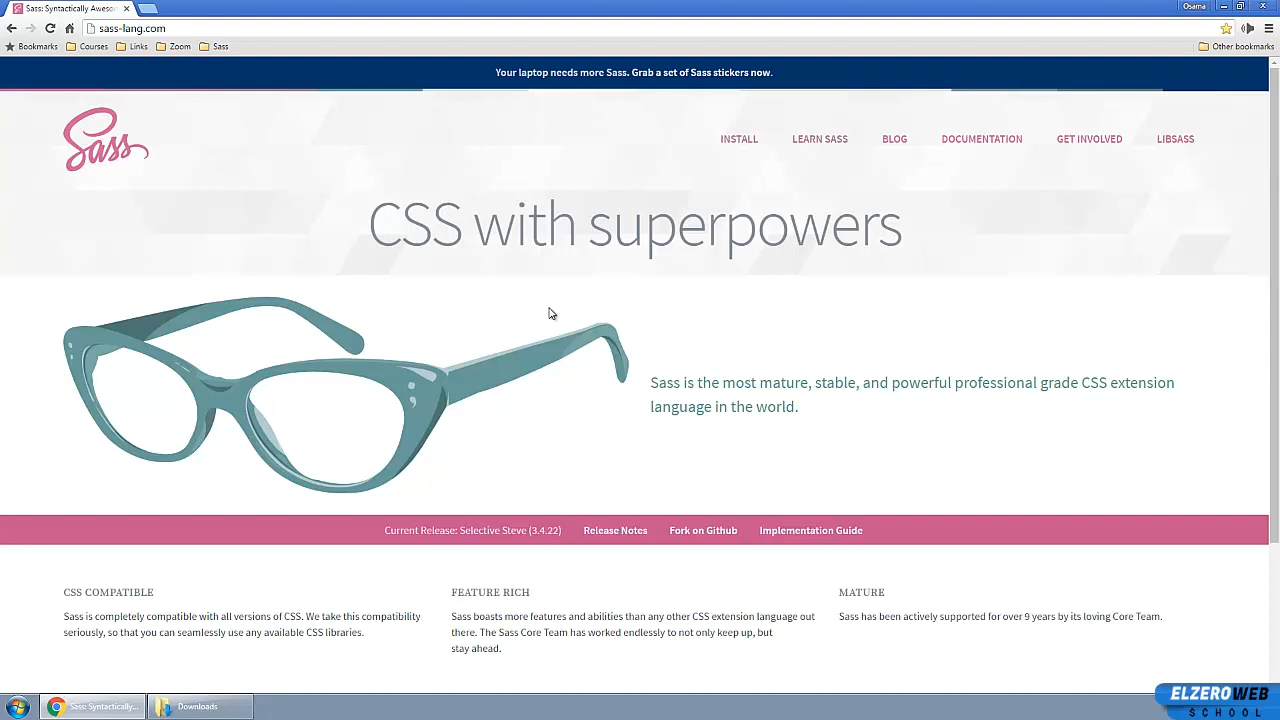 Sass: Syntactically Aweso
Osama
sass-lang.com
Bookmarks Courses Links Zoom Sass Other bookmarks
Your laptop needs more Sass. Grab a set of Sass stickers now.
Sass
INSTALL LEARN SASS BLOG DOCUMENTATION GET INVOLVED LIBSASS
CSS with superpowers
Sass is the most mature, stable, and powerful professional grade CSS extension
language in the world.
Current Release: Selective Steve (3.4.22) Release Notes Fork on Github Implementation Guide
CSS COMPATIBLE
Sass is completely compatible with all versions of CSS. We take this compatibility
seriously, so that you can seamlessly use any available CSS libraries.
FEATURE RICH
Sass boasts more features and abilities than any other CSS extension language out
there. The Sass Core Team has worked endlessly to not only keep up, but
stay ahead.
MATURE
Sass has been actively supported for over 9 years by its loving Core Team.
Sass: Syntactically... Downloads
ELZEROWEB
SCHOOL